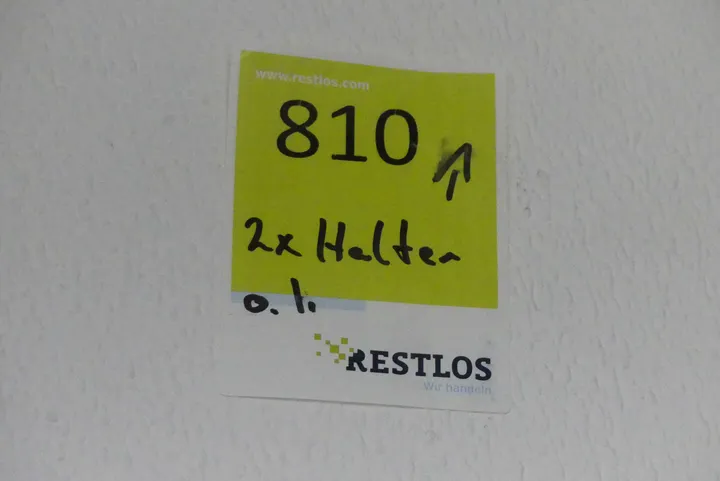 www.restlos.com
810
2x Halter
o. l.
RESTLOS
Wir handeln